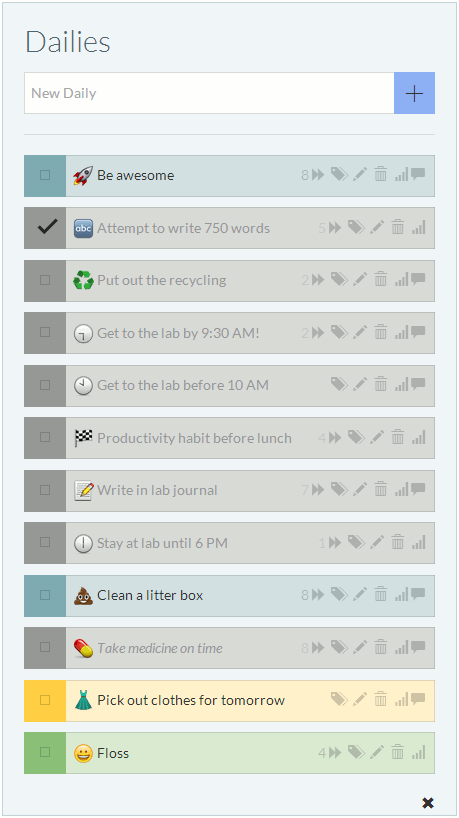 Dailies
New Daily
Be awesome 8
abc Attempt to write 750 words 5
Put out the recycling 2
Get to the lab by 9:30 AM! 2
Get to the lab before 10 AM
Productivity habit before lunch 4
Write in lab journal 7
Stay at lab until 6 PM 1
Clean a litter box 8
Take medicine on time 8
Pick out clothes for tomorrow
Floss 4